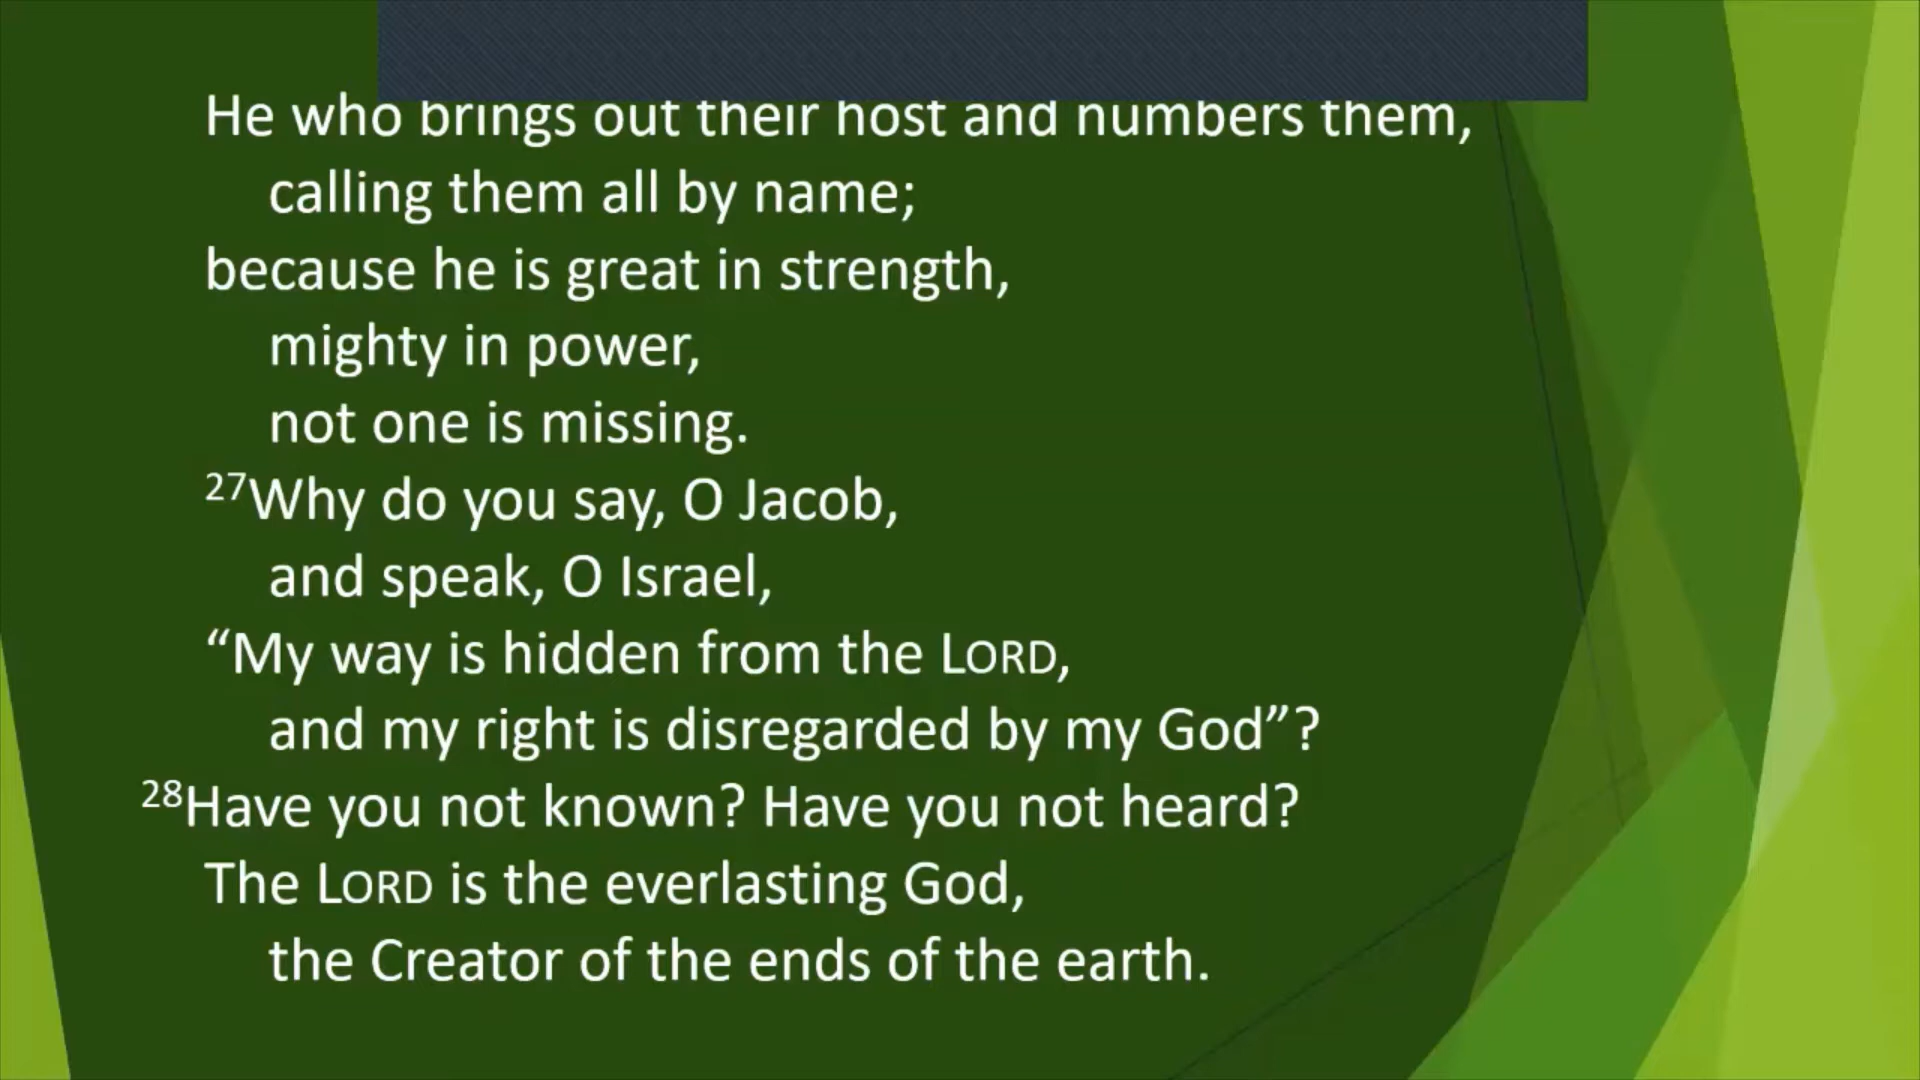 He who brings out their host and numbers them,
calling them all by name;
because he is great in strength,
mighty in power,
not one is missing.
27Why do you say, O Jacob,
and speak, O Israel,
“My way is hidden from the LORD,
and my right is disregarded by my God”?
28Have you not known? Have you not heard?
The LORD is the everlasting God,
the Creator of the ends of the earth.